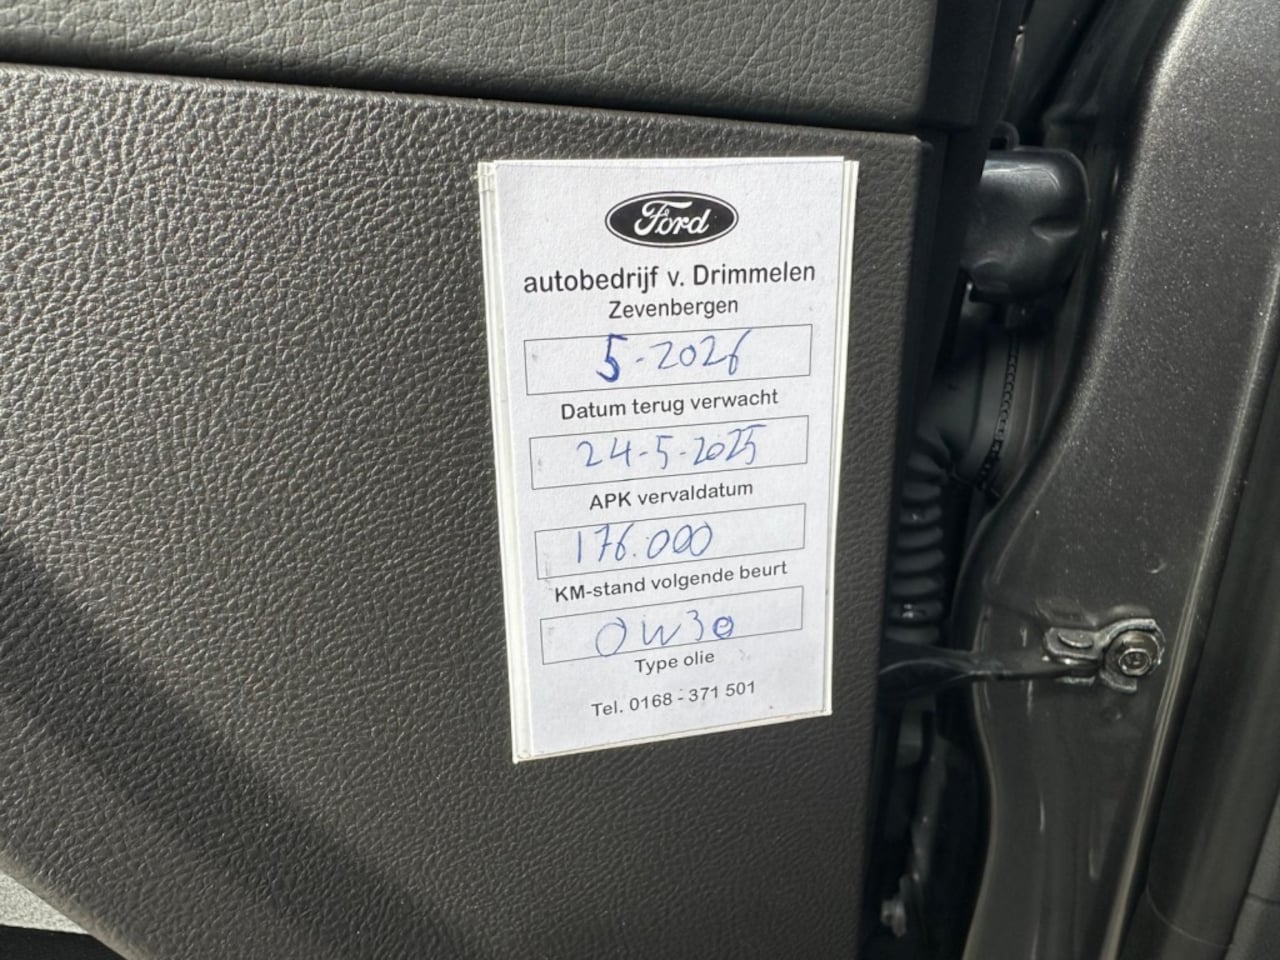 Ford
autobedrijf v. Drimmelen
Zevenbergen
5-2026
Datum terug verwacht
24-5-2025
APK vervaldatum
176.000
KM-stand volgende beurt
0W30
Type olie
Tel. 0168 - 371 501